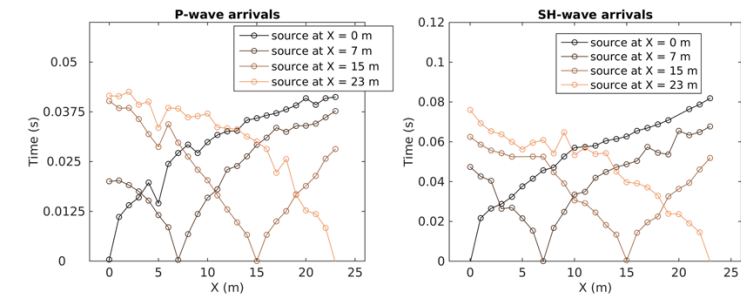 P-wave arrivals
source at X = 0 m
source at X = 7 m
source at X = 15 m
source at X = 23 m
0.05
0.0375
0.025
0.0125
0
Time (s)
0 5 10 15 20 25
X (m)
SH-wave arrivals
source at X = 0 m
source at X = 7 m
source at X = 15 m
source at X = 23 m
0.12
0.1
0.08
0.06
0.04
0.02
0
Time (s)
0 5 10 15 20 25
X (m)